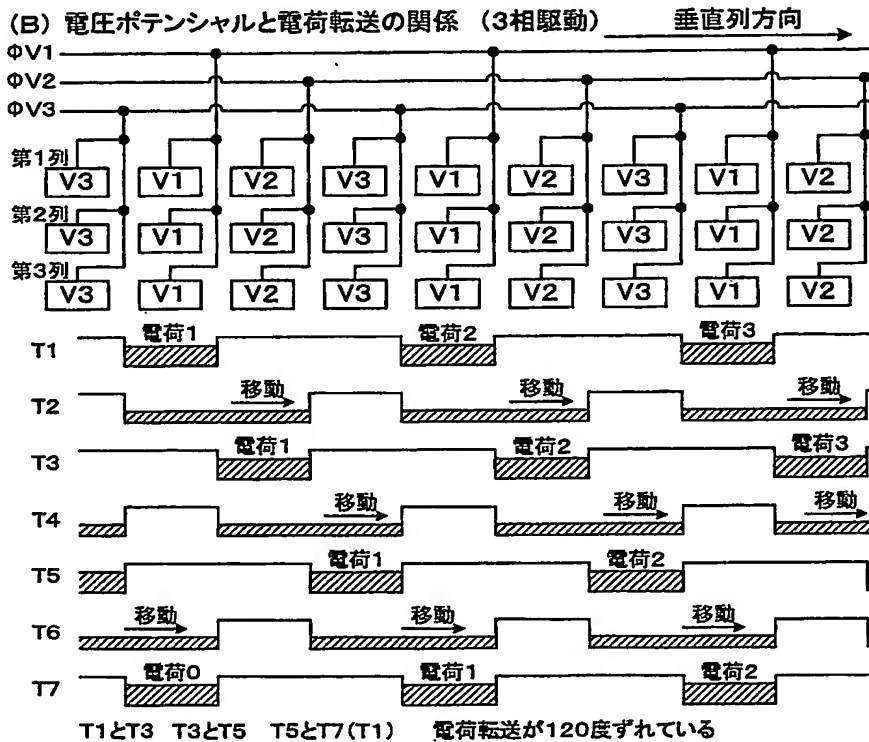 (B) 電圧ポテンシャルと電荷転送の関係 (3相駆動) 垂直列方向
ΦV1
ΦV2
ΦV3
第1列 V3 V1 V2 V3 V1 V2 V3 V1 V2
第2列 V3 V1 V2 V3 V1 V2 V3 V1 V2
第3列 V3 V1 V2 V3 V1 V2 V3 V1 V2
T1 電荷1 電荷2 電荷3
T2 移動 移動 移動
T3 電荷1 電荷2 電荷3
T4 移動 移動 移動
T5 電荷1 電荷2
T6 移動 移動 移動
T7 電荷0 電荷1 電荷2
T1とT3 T3とT5 T5とT7(T1) 電荷転送が120度ずれている